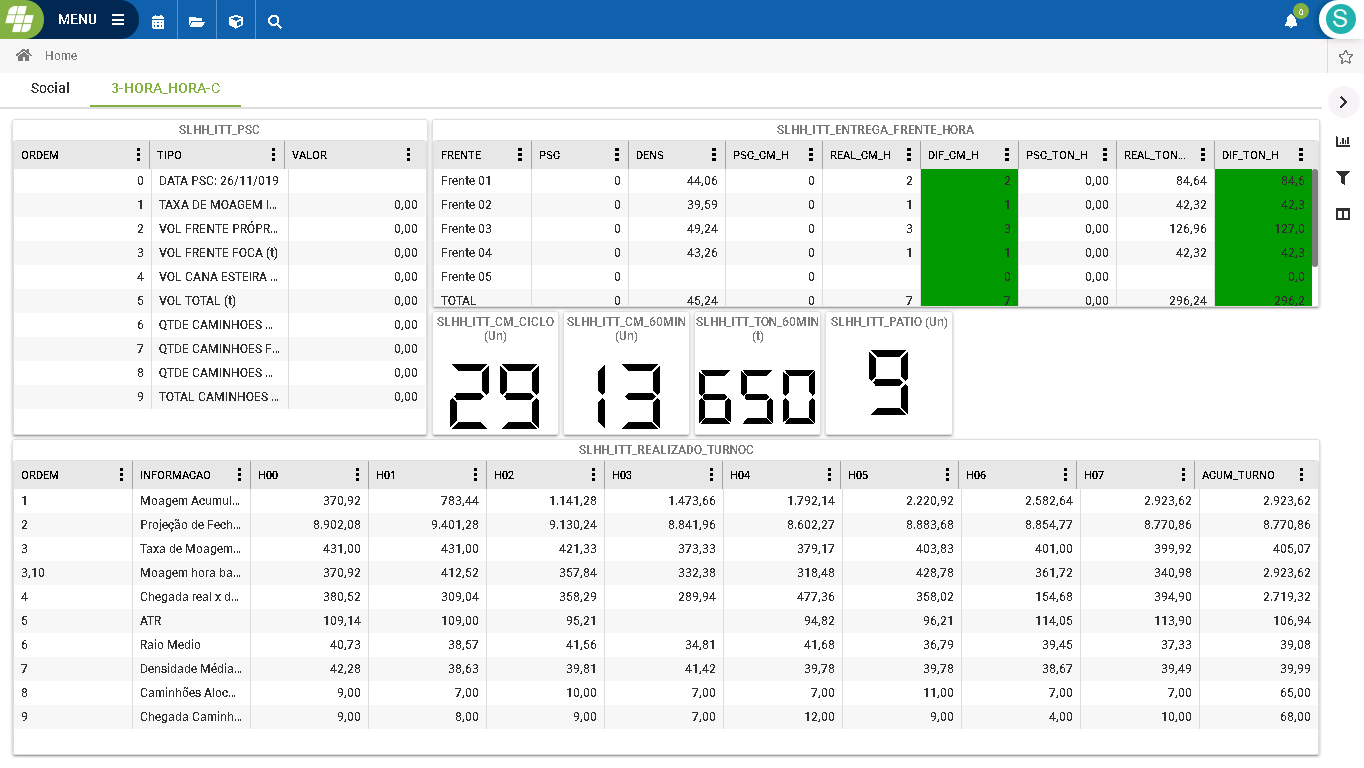 MENU
0
S
Home
Social 3-HORA_HORA-C
SLHH_ITT_PSC
ORDEM TIPO VALOR
0 DATA PSC: 26/11/019
1 TAXA DE MOAGEM I... 0,00
2 VOL FRENTE PRÓPR... 0,00
3 VOL FRENTE FOCA (t) 0,00
4 VOL CANA ESTEIRA ... 0,00
5 VOL TOTAL (t) 0,00
6 QTDE CAMINHOES ... 0,00
7 QTDE CAMINHOES F... 0,00
8 QTDE CAMINHOES ... 0,00
9 TOTAL CAMINHOES ... 0,00
SLHH_ITT_ENTREGA_FRENTE_HORA
FRENTE PSC DENS PSC_CM_H REAL_CM_H DIF_CM_H PSC_TON_H REAL_TON... DIF_TON_H
Frente 01 0 44,06 0 2 2 0,00 84,64 84,6
Frente 02 0 39,59 0 1 1 0,00 42,32 42,3
Frente 03 0 49,24 0 3 3 0,00 126,96 127,0
Frente 04 0 43,26 0 1 1 0,00 42,32 42,3
Frente 05 0 0 0 0,00 0,0
TOTAL 0 45,24 0 7 7 0,00 296,24 296,2
SLHH_ITT_CM_CICLO
(Un)
29
SLHH_ITT_CM_60MIN
(Un)
13
SLHH_ITT_TON_60MIN
(t)
650
SLHH_ITT_PATIO (Un)
9
SLHH_ITT_REALIZADO_TURNOC
ORDEM INFORMACAO H00 H01 H02 H03 H04 H05 H06 H07 ACUM_TURNO
1 Moagem Acumul... 370,92 783,44 1.141,28 1.473,66 1.792,14 2.220,92 2.582,64 2.923,62 2.923,62
2 Projeção de Fech... 8.902,08 9.401,28 9.130,24 8.841,96 8.602,27 8.883,68 8.854,77 8.770,86 8.770,86
3 Taxa de Moagem... 431,00 431,00 421,33 373,33 379,17 403,83 401,00 399,92 405,07
3,10 Moagem hora ba... 370,92 412,52 357,84 332,38 318,48 428,78 361,72 340,98 2.923,62
4 Chegada real x d... 380,52 309,04 358,29 289,94 477,36 358,02 154,68 394,90 2.719,32
5 ATR 109,14 109,00 95,21 94,82 96,21 114,05 113,90 106,94
6 Raio Medio 40,73 38,57 41,56 34,81 41,68 36,79 39,45 37,33 39,08
7 Densidade Média... 42,28 38,63 39,81 41,42 39,78 39,78 38,67 39,49 39,99
8 Caminhões Aloc... 9,00 7,00 10,00 7,00 7,00 11,00 7,00 7,00 65,00
9 Chegada Caminh... 9,00 8,00 9,00 7,00 12,00 9,00 4,00 10,00 68,00